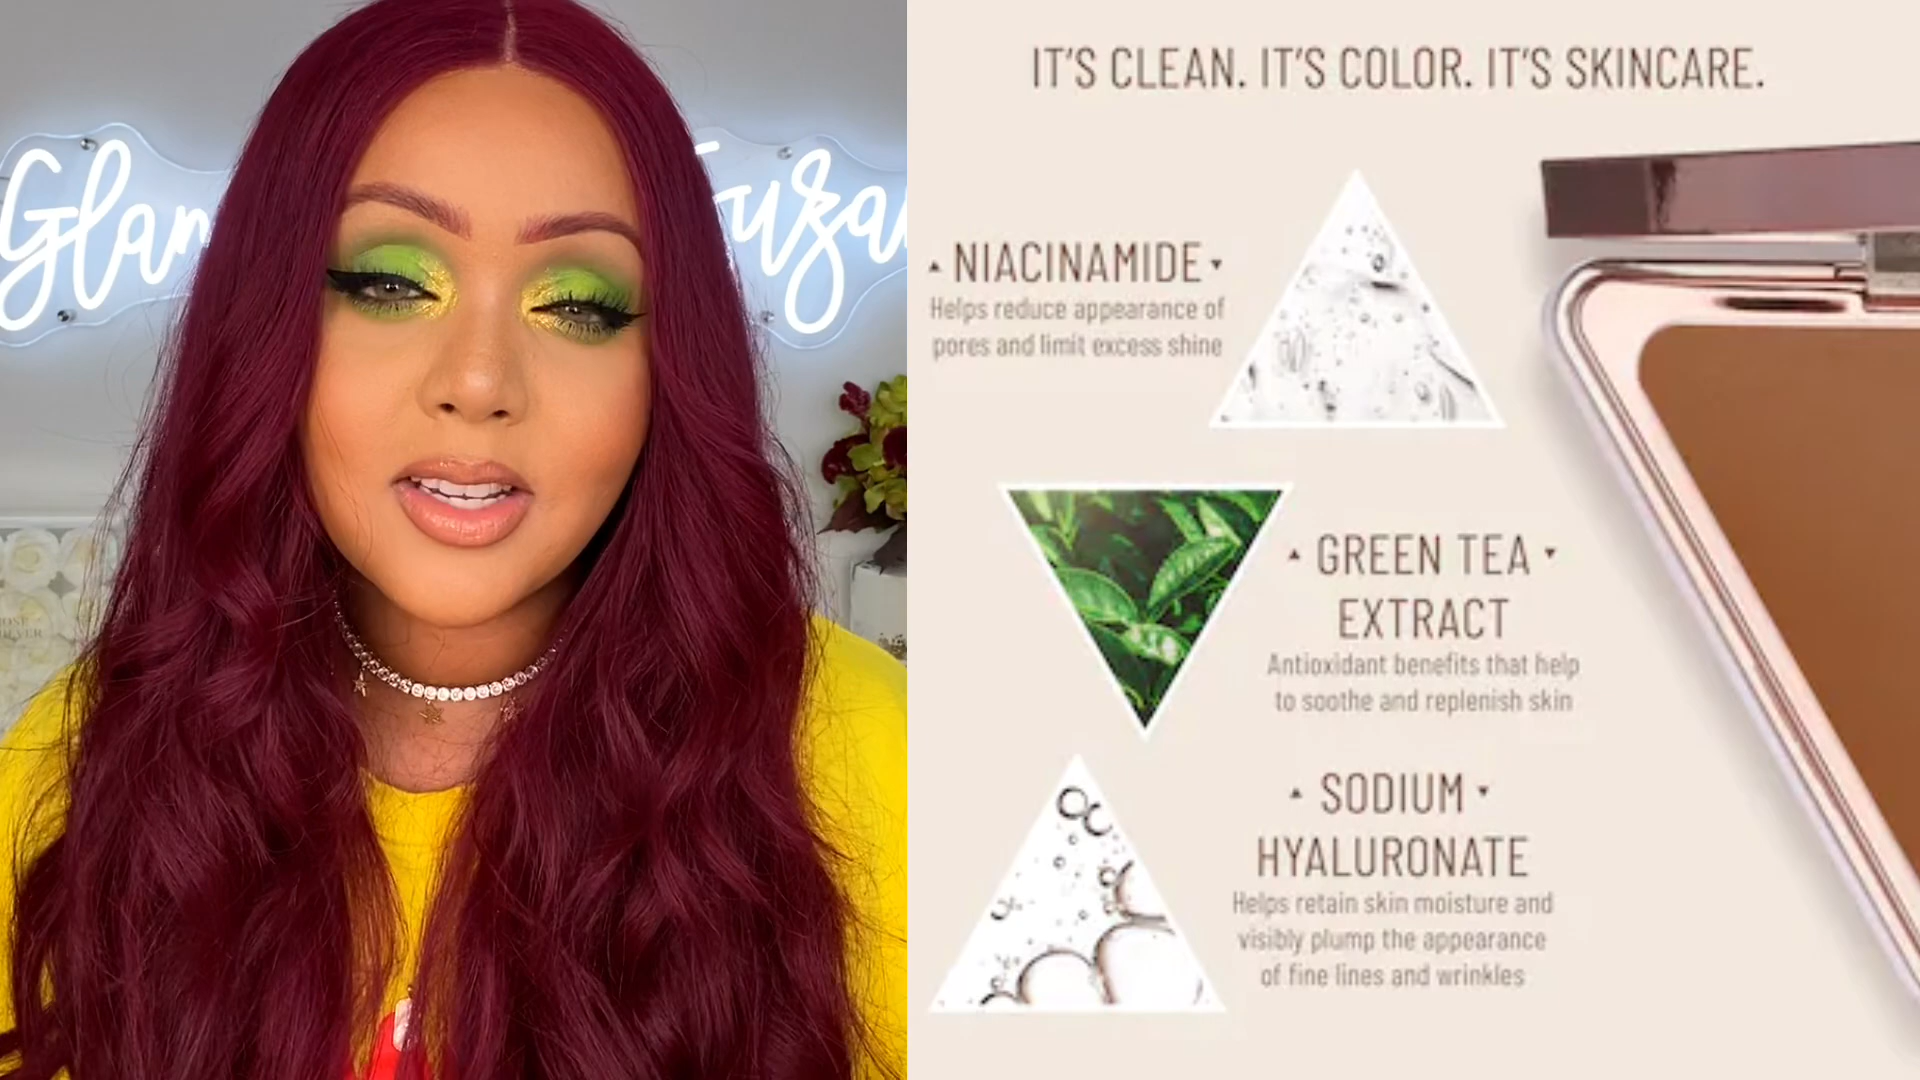 Glam
IT'S CLEAN. IT'S COLOR. IT'S SKINCARE.
NIACINAMIDE
Helps reduce appearance of
pores and limit excess shine
GREEN TEA
EXTRACT
Antioxidant benefits that help
to soothe and replenish skin
SODIUM
HYALURONATE
Helps retain skin moisture and
visibly plump the appearance
of fine lines and wrinkles